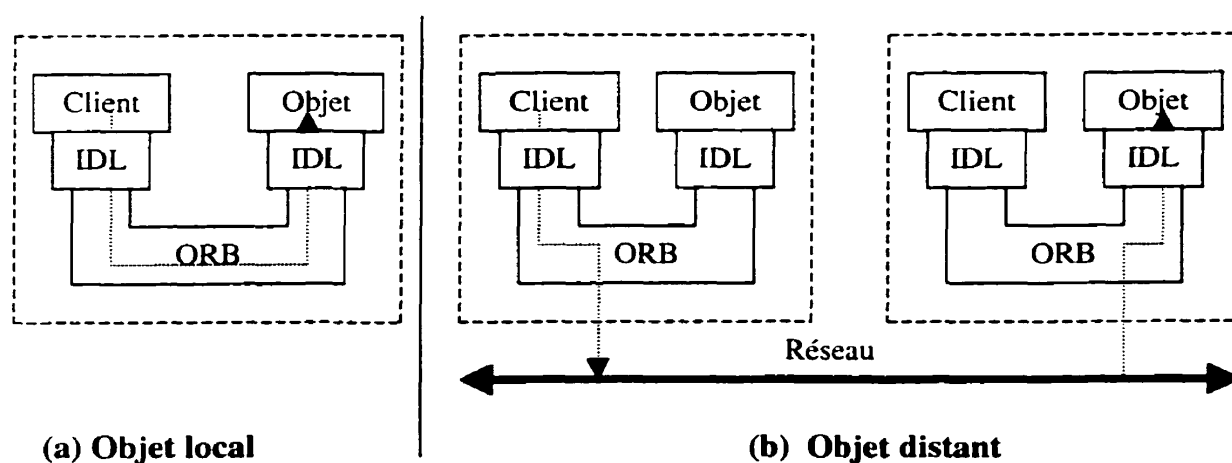 Client Objet
IDL IDL
ORB
(a) Objet local
Client Objet
IDL IDL
ORB
Client Objet
IDL IDL
ORB
Réseau
(b) Objet distant